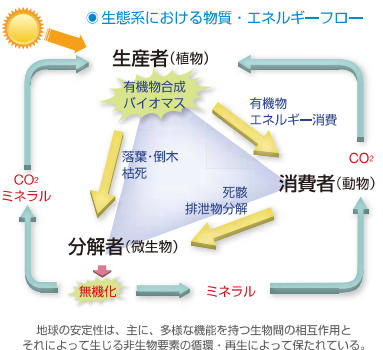 ◉ 生態系における物質・エネルギーフロー
生産者(植物)
有機物合成
バイオマス
有機物
エネルギー消費
落葉・倒木
枯死
CO2
ミネラル
CO2
消費者(動物)
死骸
排泄物分解
分解者(微生物)
無機化
ミネラル
地球の安定性は、主に、多様な機能を持つ生物間の相互作用と
それによって生じる非生物要素の循環・再生によって保たれている。